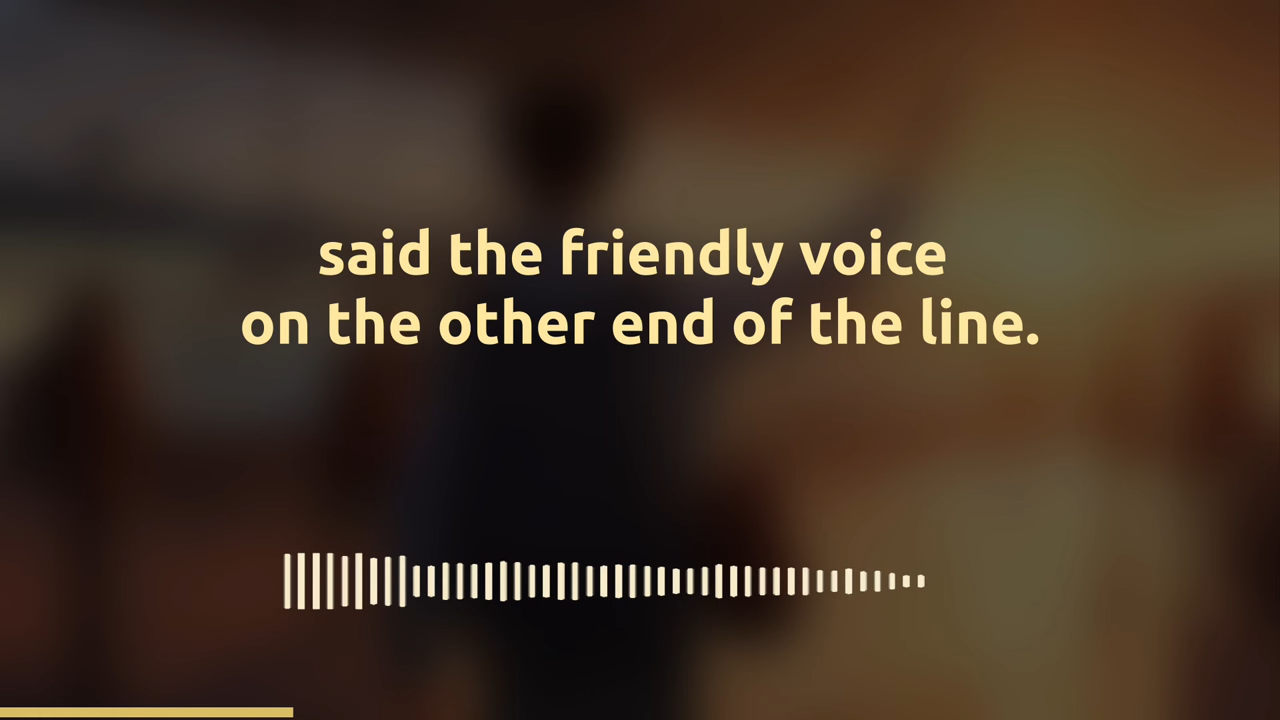 said the friendly voice
on the other end of the line.